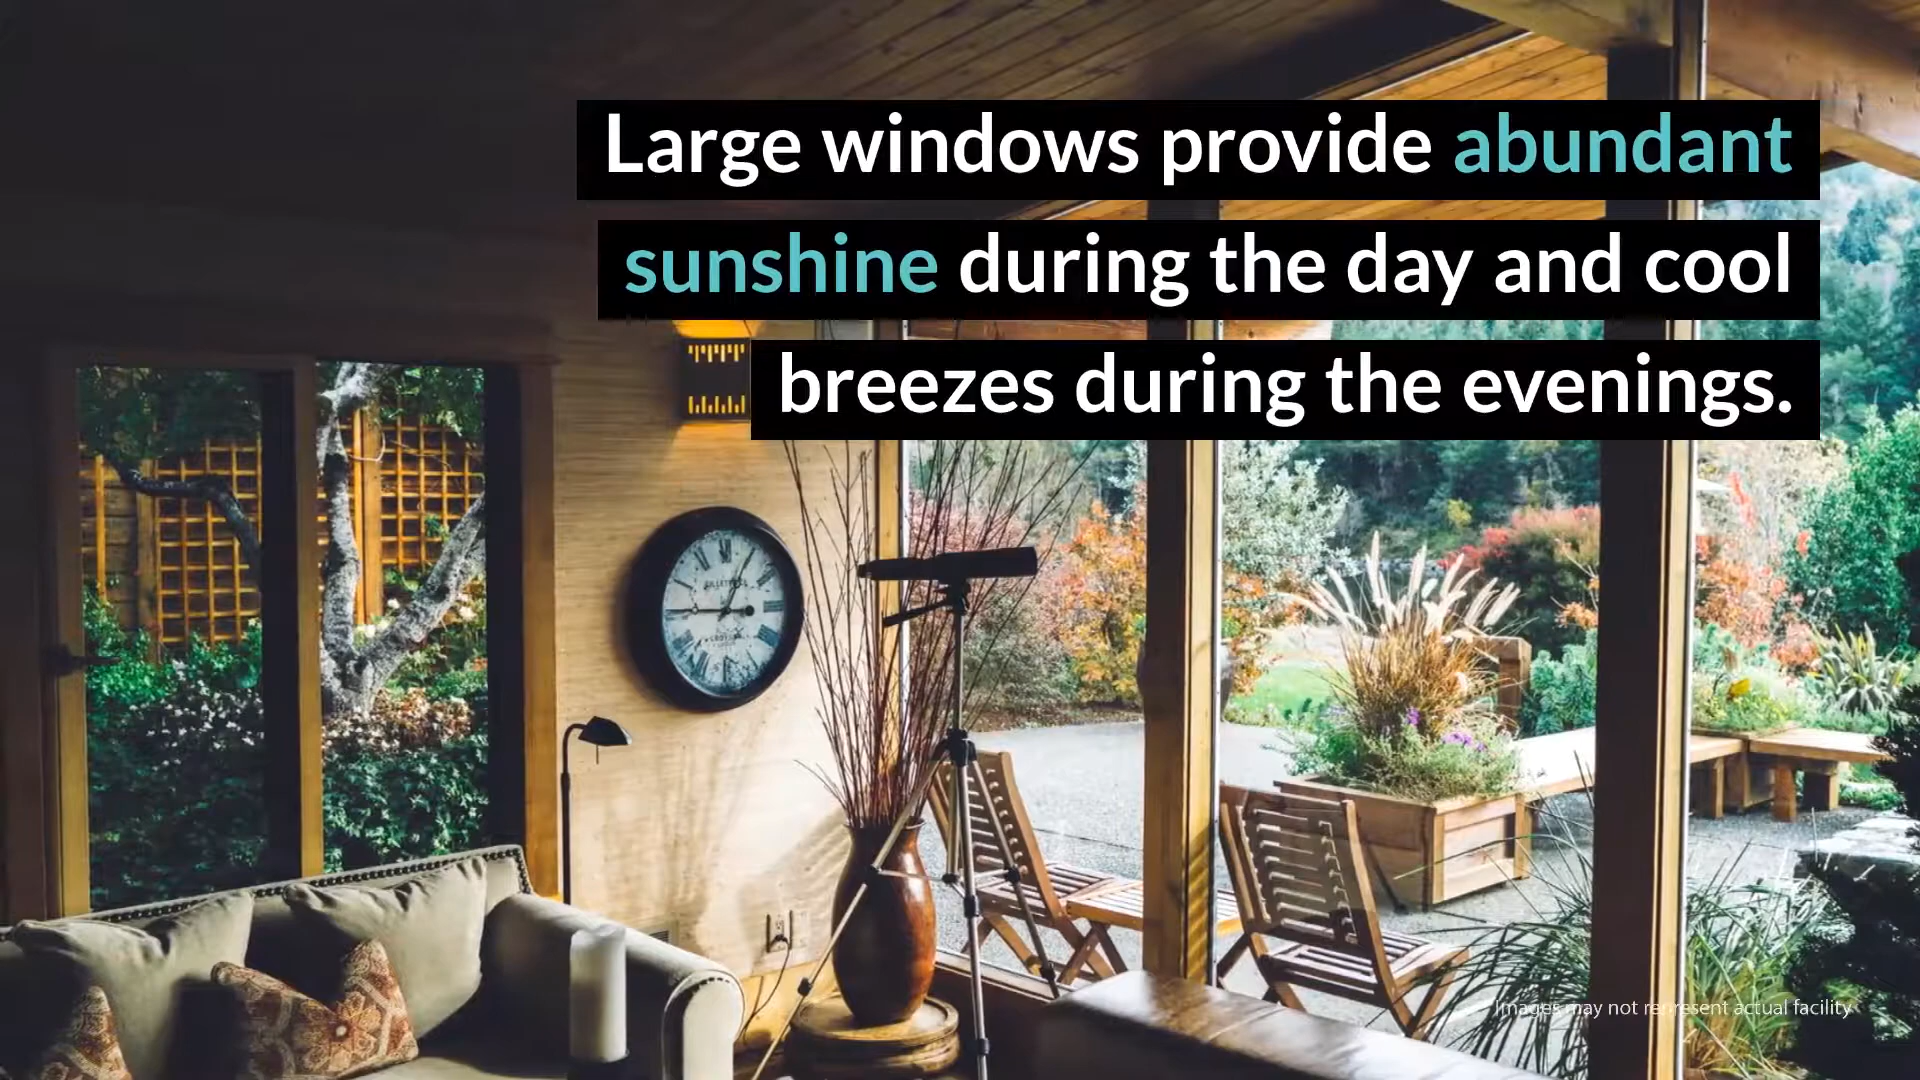 Large windows provide abundant
sunshine during the day and cool
breezes during the evenings.
Images may not represent actual facility